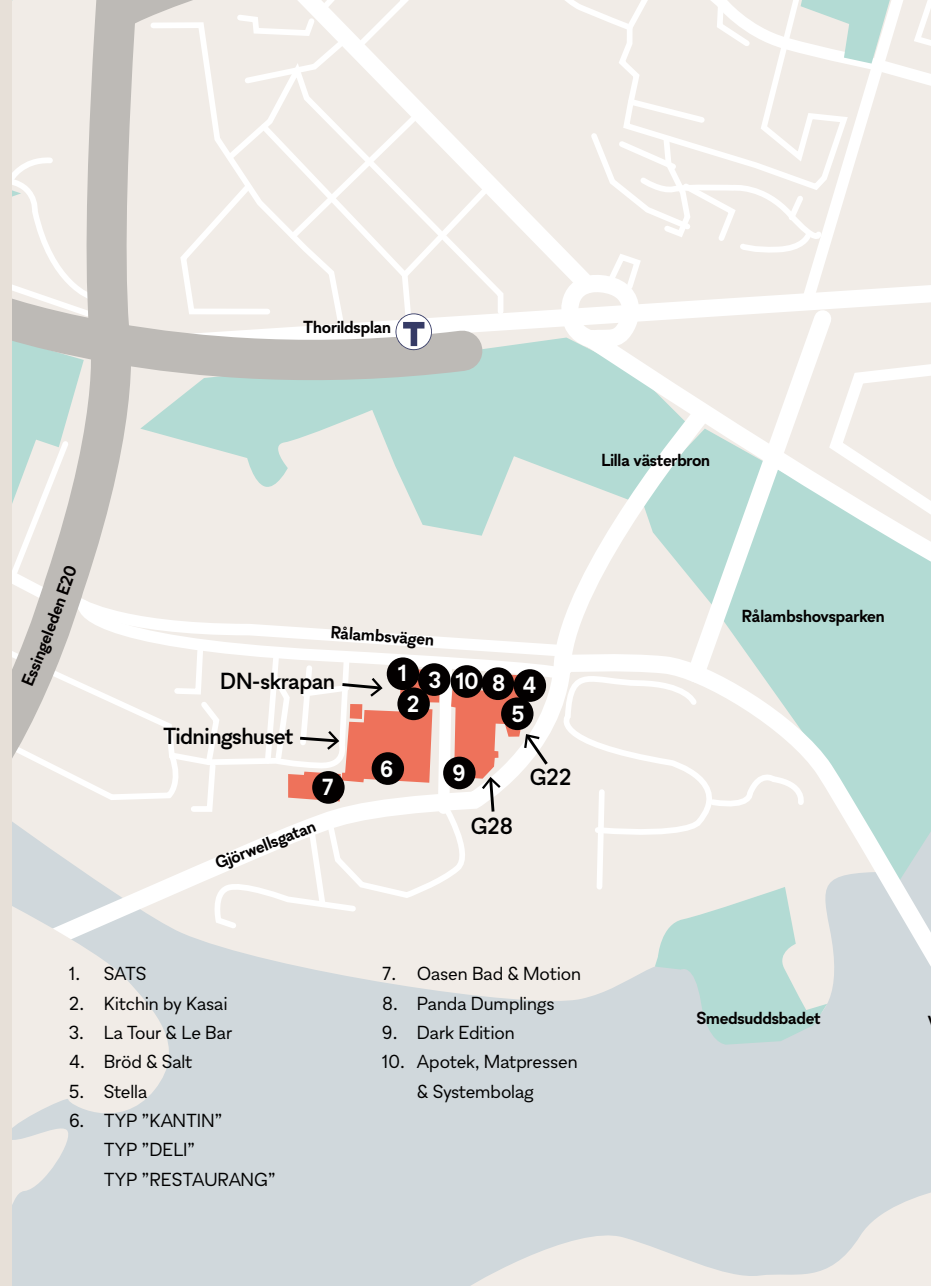 Thorildsplan
T
Lilla västerbron
Essingeleden E20
Rålambshovsparken
Rålambsvägen
DN-skrapan
1
3
10
8
4
2
5
Tidningshuset
6
9
7
G22
G28
Gjörwellsgatan
Smedsuddsbadet
1. SATS
2. Kitchin by Kasai
3. La Tour & Le Bar
4. Bröd & Salt
5. Stella
6. TYP ”KANTIN”
TYP ”DELI”
TYP ”RESTAURANG”
7. Oasen Bad & Motion
8. Panda Dumplings
9. Dark Edition
10. Apotek, Matpressen
& Systembolag